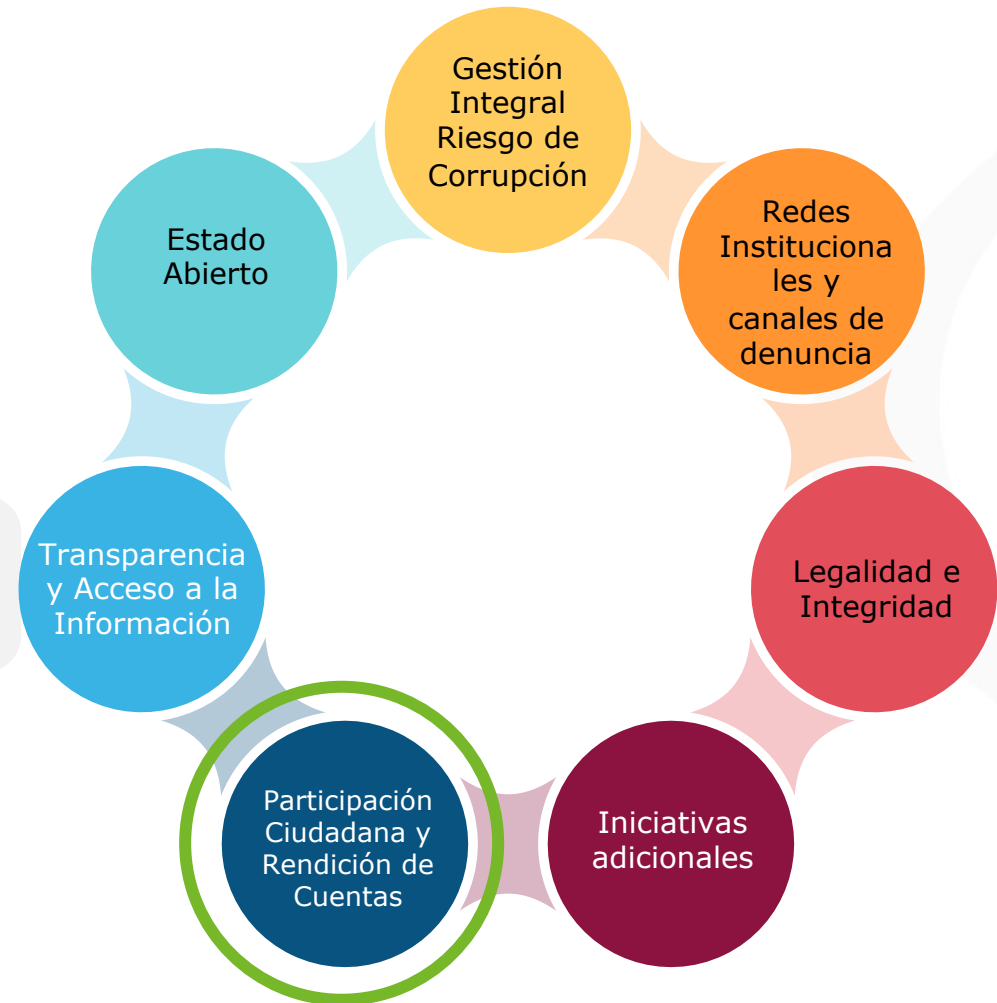 Gestión
Integral
Riesgo de
Corrupción
Redes
Instituciona
les y
canales de
denuncia
Legalidad e
Integridad
Iniciativas
adicionales
Participación
Ciudadana y
Rendición de
Cuentas
Transparencia
y Acceso a la
Información
Estado
Abierto